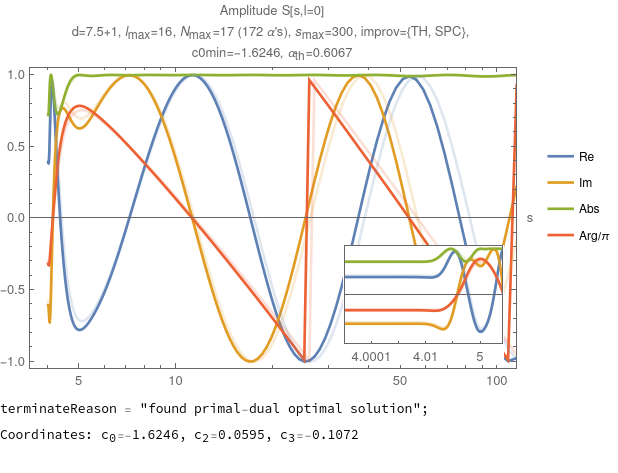 Amplitude S[s,l=0]
d=7.5+1, lmax=16, Nmax=17 (172 α's), smax=300, improv={TH, SPC},
c0min=-1.6246, αth=0.6067
1.0
0.5
0.0
-0.5
-1.0
5
10
50
100
s
4.0001
4.01
5
Re
Im
Abs
Arg/π
terminateReason = "found primal-dual optimal solution";
Coordinates: c0=-1.6246, c2=0.0595, c3=-0.1072